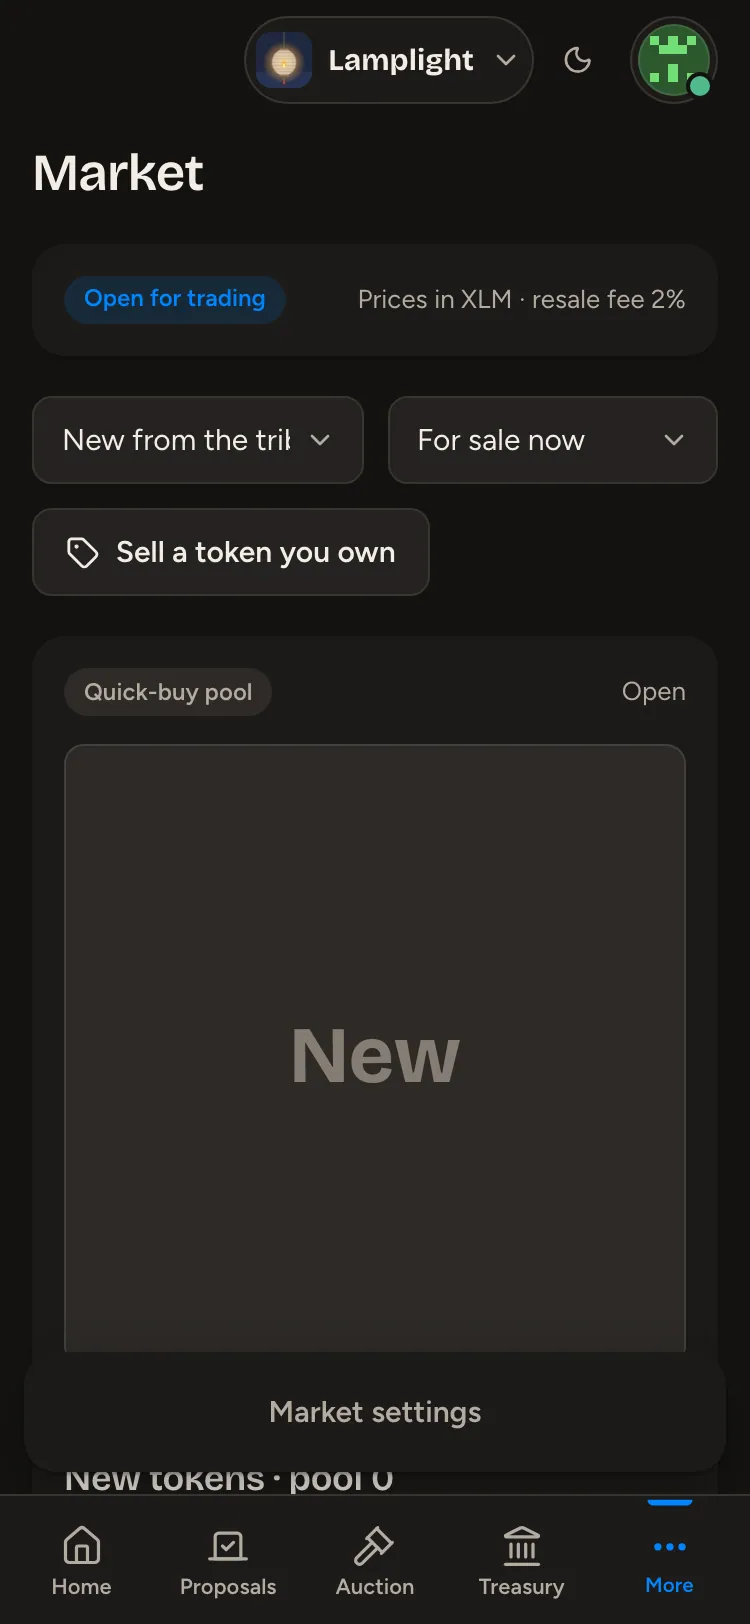 Lamplight
Market
Open for trading
Prices in XLM · resale fee 2%
New from the trib
For sale now
Sell a token you own
Quick-buy pool
Open
New
Market settings
New tokens · pool 0
Home
Proposals
Auction
Treasury
More